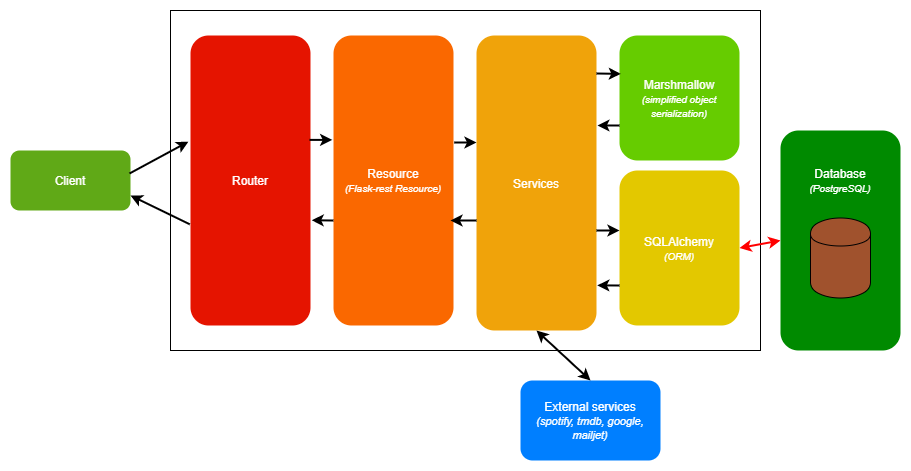 Client
Router
Resource
(Flask-rest Resource)
Services
Marshmallow
(simplified object
serialization)
SQLAlchemy
(ORM)
Database
(PostgreSQL)
External services
(spotify, tmdb, google,
mailjet)